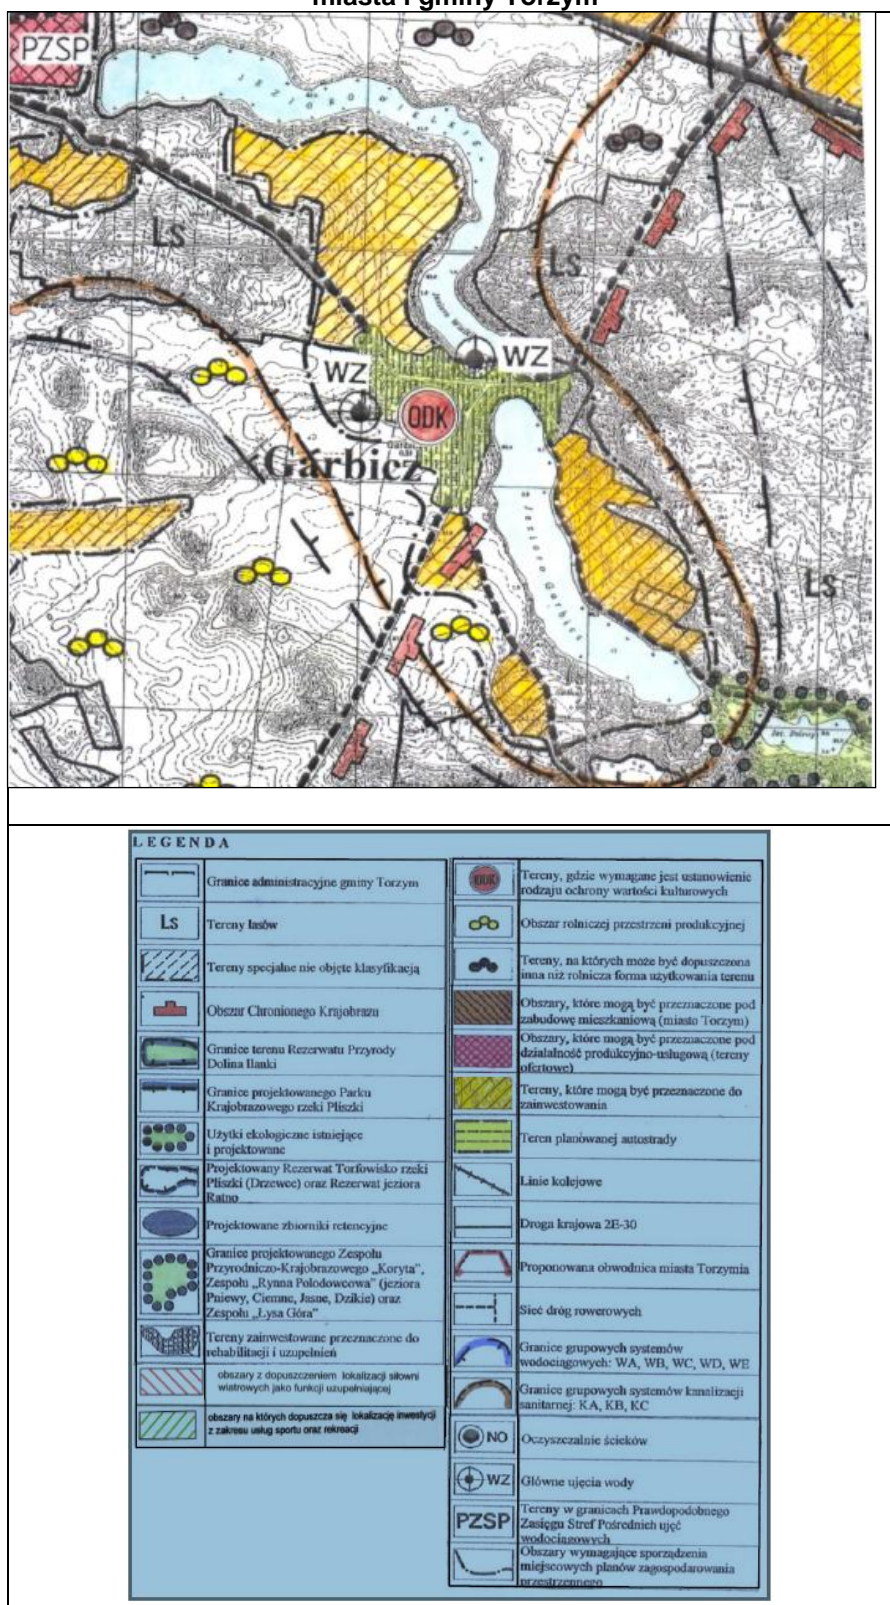 miasta i gminy Torzym
PZSP
Ls
Ls
WZ
WZ
ODK
Garbicz
Jezioro Garbicz
Ls
LEGENDA
Granice administracyjne gminy Torzym
Ls
Tereny lasów
Tereny specjalne nie objęte klasyfikacją
Obszar Chronionego Krajobrazu
Granice terenu Rezerwatu Przyrody
Dolina Ilanki
Granice projektowanego Parku
Krajobrazowego rzeki Pliszki
Użytki ekologiczne istniejące
i projektowane
Projektowany Rezerwat Torfowisko rzeki
Pliszki (Drzewce) oraz Rezerwat jeziora
Ratno
Projektowane zbiorniki retencyjne
Granice projektowanego Zespołu
Przyrodniczo-Krajobrazowego „Koryta",
Zespołu „Rynna Polodowcowa" (jeziora
Pniewy, Ciemne, Jasne, Dzikie) oraz
Zespołu „Łysa Góra"
Tereny zainwestowane przeznaczone do
rehabilitacji i uzupełnień
obszary z dopuszczeniem lokalizacji siłowni
wiatrowych jako funkcji uzupełniającej
obszary na których dopuszcza się lokalizację inwestycji
z zakresu usług sportu oraz rekreacji
ODK
Tereny, gdzie wymagane jest ustanowienie
rodzaju ochrony wartości kulturowych
Obszar rolniczej przestrzeni produkcyjnej
Tereny, na których może być dopuszczona
inna niż rolnicza forma użytkowania terenu
Obszary, które mogą być przeznaczone pod
zabudowę mieszkaniową (miasto Torzym)
Obszary, które mogą być przeznaczone pod
działalność produkcyjno-usługową (tereny
ofertowe)
Tereny, które mogą być przeznaczone do
zainwestowania
Teren planowanej autostrady
Linie kolejowe
Droga krajowa 2E-30
Proponowana obwodnica miasta Torzymia
Sieć dróg rowerowych
Granice grupowych systemów
wodociągowych: WA, WB, WC, WD, WE
Granice grupowych systemów kanalizacji
sanitarnej: KA, KB, KC
NO
Oczyszczalnie ścieków
WZ
Główne ujęcia wody
PZSP
Tereny w granicach Prawdopodobnego
Zasięgu Stref Pośrednich ujęć
wodociągowych
Obszary wymagające sporządzenia
miejscowych planów zagospodarowania
przestrzennego